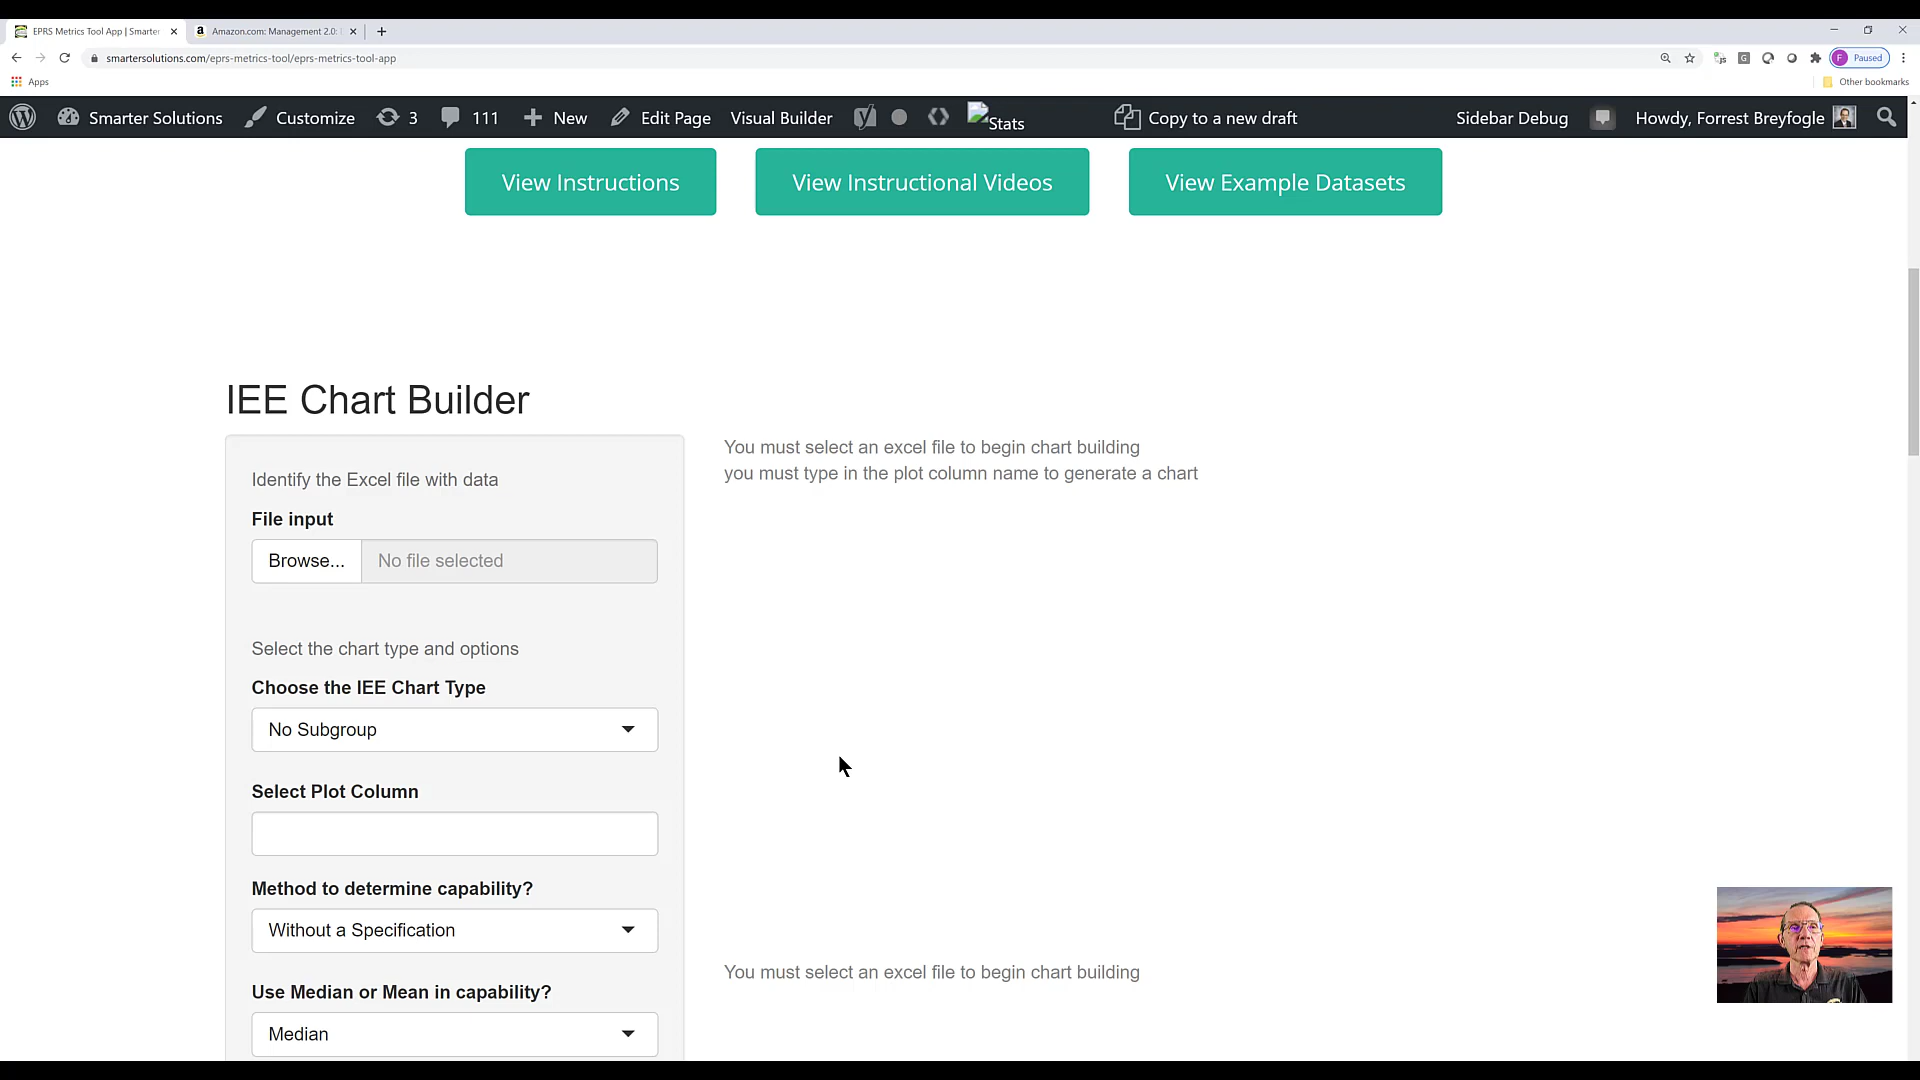 EPRS Metrics Tool App | Smarter
Amazon.com: Management 2.0:
smartersolutions.com/eprs-metrics-tool/eprs-metrics-tool-app
Paused
Apps
Other bookmarks
Smarter Solutions
Customize
3
111
New
Edit Page
Visual Builder
Stats
Copy to a new draft
Sidebar Debug
Howdy, Forrest Breyfogle
View Instructions
View Instructional Videos
View Example Datasets
IEE Chart Builder
You must select an excel file to begin chart building
you must type in the plot column name to generate a chart
Identify the Excel file with data
File input
Browse...
No file selected
Select the chart type and options
Choose the IEE Chart Type
No Subgroup
Select Plot Column
Method to determine capability?
Without a Specification
You must select an excel file to begin chart building
Use Median or Mean in capability?
Median